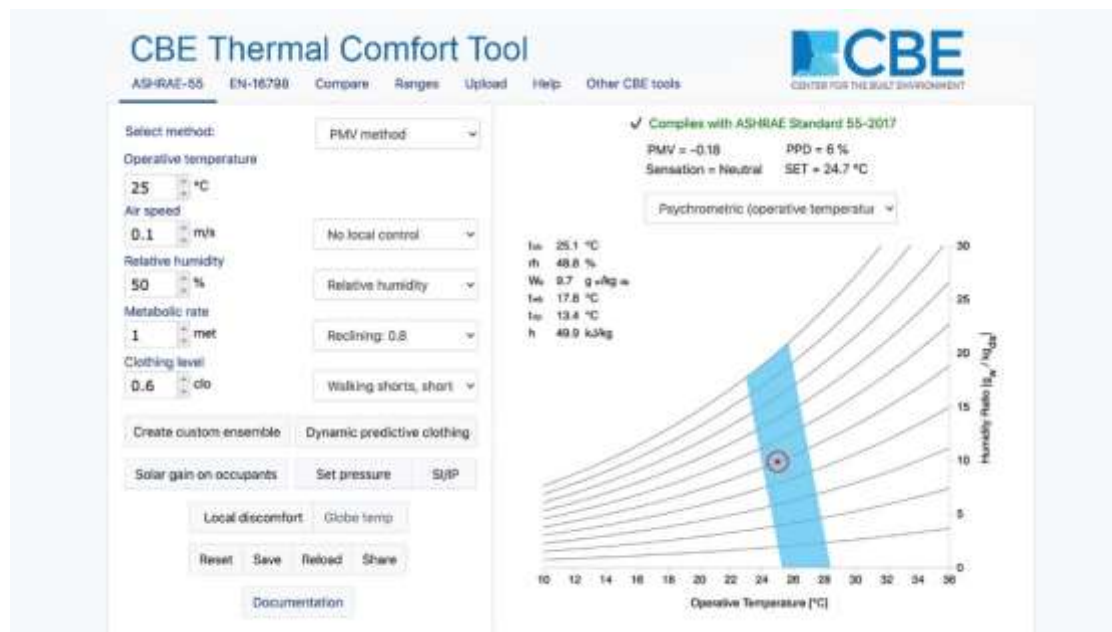 CBE Thermal Comfort Tool
CBE
CENTER FOR THE BUILT ENVIRONMENT
ASHRAE-55 EN-16798 Compare Ranges Upload Help Other CBE tools
Select method:
PMV method
Operative temperature
25 °C
Air speed
0.1 m/s
No local control
Relative humidity
50 %
Relative humidity
Metabolic rate
1 met
Reclining: 0.8
Clothing level
0.6 clo
Walking shorts, short
Create custom ensemble
Dynamic predictive clothing
Solar gain on occupants
Set pressure
SI/IP
Local discomfort
Globe temp
Reset
Save
Reload
Share
Documentation
✓ Complies with ASHRAE Standard 55-2017
PMV = -0.18 PPD = 6 %
Sensation = Neutral SET = 24.7 °C
Psychrometric (operative temperatur
25.1 °C
rh 48.8 %
9.7
17.8 °C
13.4 °C
h 49.9 kJ/kg
30
25
20
15
10
5
0
Humidity Ratio [gw / kgda]
10 12 14 16 18 20 22 24 26 28 30 32 34 36
Operative Temperature [°C]